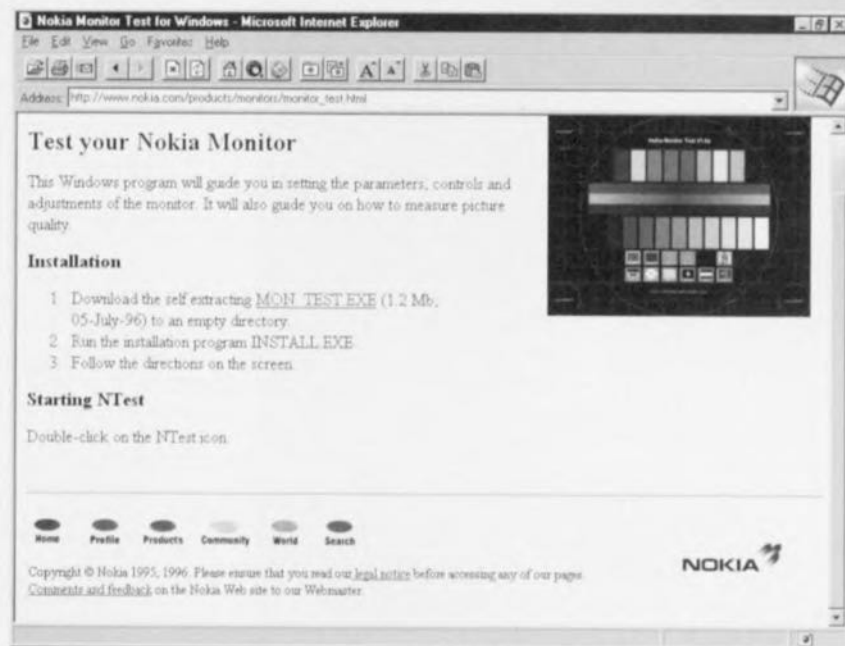 Nokia Monitor Test for Windows - Microsoft Internet Explorer
File Edit View Go Favorites Help
Address: http://www.nokia.com/products/monitors/monitor_test.html
Test your Nokia Monitor
This Windows program will guide you in setting the parameters, controls and
adjustments of the monitor. It will also guide you on how to measure picture
quality.
Installation
1 Download the self extracting MON_TEST.EXE (1.2 Mb,
05-July-96) to an empty directory.
2 Run the installation program INSTALL.EXE
3 Follow the directions on the screen.
Starting NTest
Double-click on the NTest icon.
Home Profile Products Community World Search
NOKIA
Copyright © Nokia 1995, 1996. Please ensure that you read our legal notice before accessing any of our pages.
Comments and feedback on the Nokia Web site to our Webmaster.